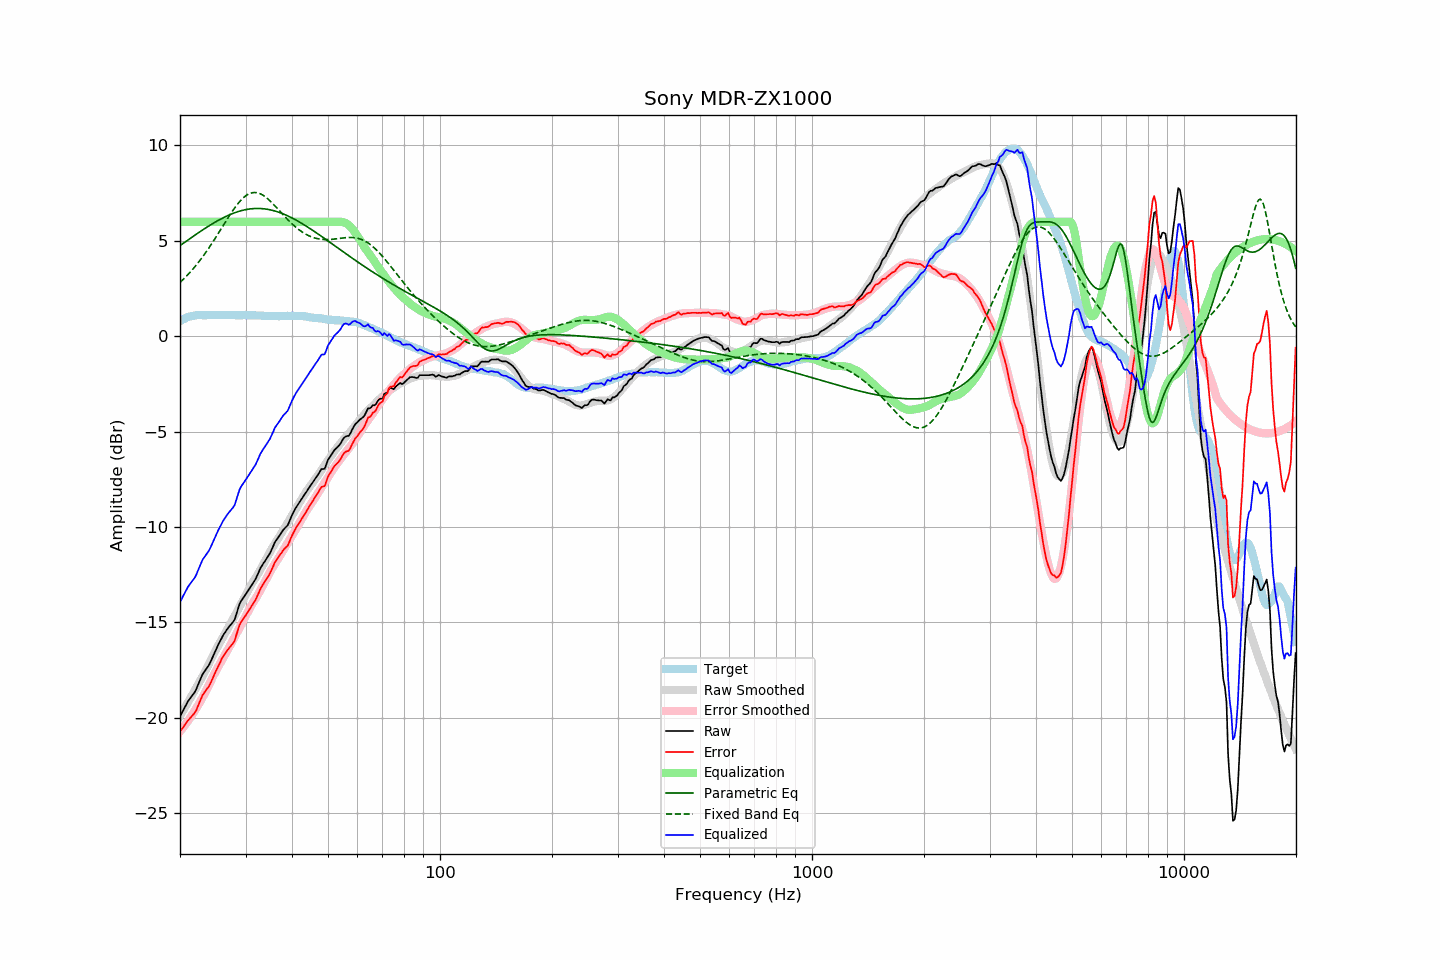 Sony MDR-ZX1000
10
5
0
−5
−10
−15
−20
−25
Amplitude (dBr)
Target
Raw Smoothed
Error Smoothed
Raw
Error
Equalization
Parametric Eq
Fixed Band Eq
Equalized
100
1000
10000
Frequency (Hz)